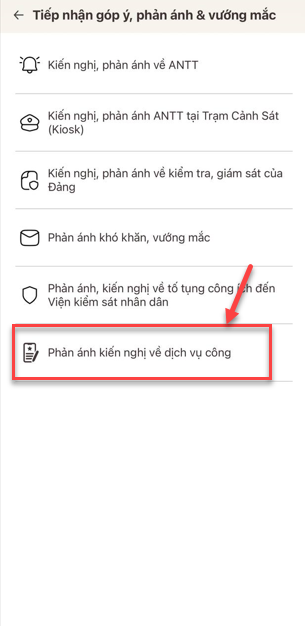 Tiếp nhận góp ý, phản ánh & vướng mắc
Kiến nghị, phản ánh về ANTT
Kiến nghị, phản ánh ANTT tại Trạm Cảnh Sát
(Kiosk)
Kiến nghị, phản ánh về kiểm tra, giám sát của
Đảng
Phản ánh khó khăn, vướng mắc
Phản ánh, kiến nghị về tố tụng công ích đến
Viện kiểm sát nhân dân
Phản ánh kiến nghị về dịch vụ công